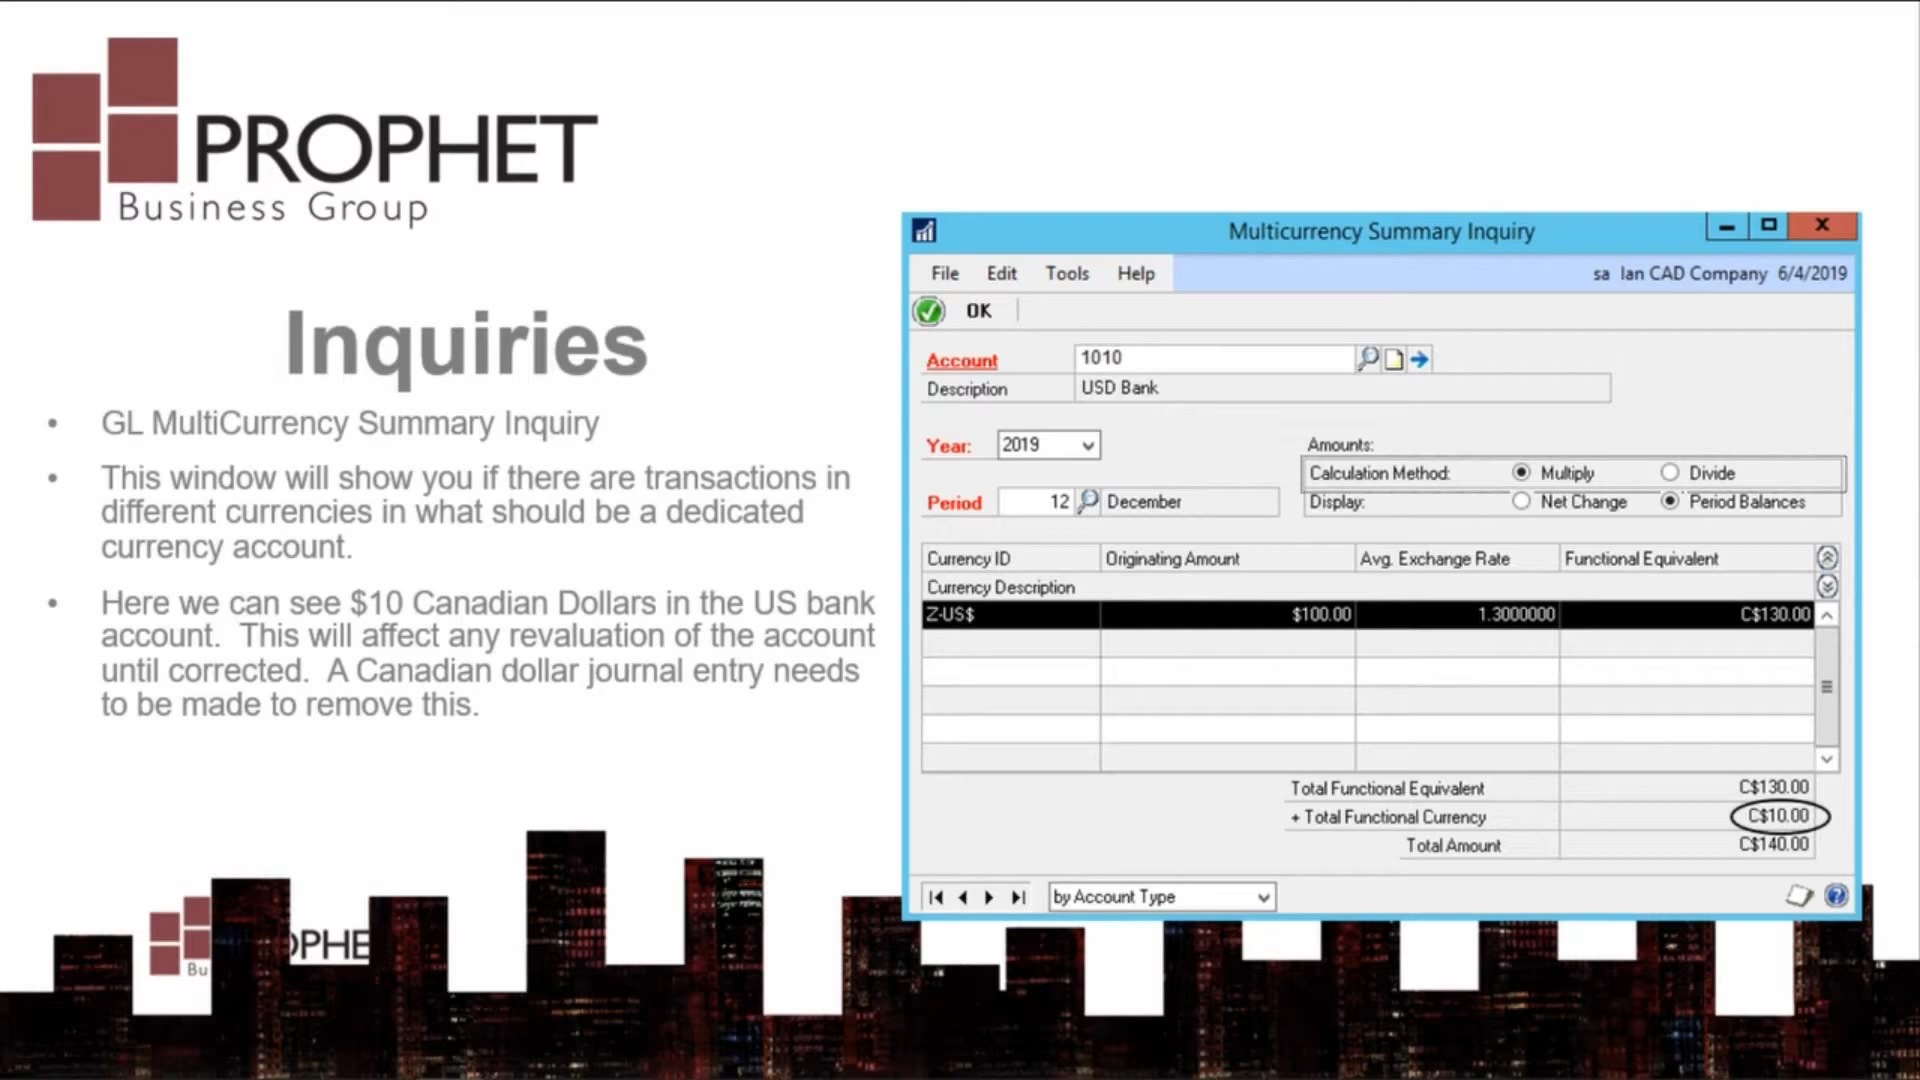 PROPHET
Business Group
Inquiries
• GL MultiCurrency Summary Inquiry
• This window will show you if there are transactions in
different currencies in what should be a dedicated
currency account.
• Here we can see $10 Canadian Dollars in the US bank
account. This will affect any revaluation of the account
until corrected. A Canadian dollar journal entry needs
to be made to remove this.
Multicurrency Summary Inquiry
File Edit Tools Help sa Ian CAD Company 6/4/2019
OK
Account 1010
Description USD Bank
Year: 2019 Amounts:
Calculation Method: Multiply Divide
Period 12 December Display: Net Change Period Balances
Currency ID Originating Amount Avg. Exchange Rate Functional Equivalent
Currency Description
Z-US$ $100.00 1.3000000 C$130.00
Total Functional Equivalent C$130.00
+ Total Functional Currency C$10.00
Total Amount C$140.00
by Account Type
OPHE
Bu